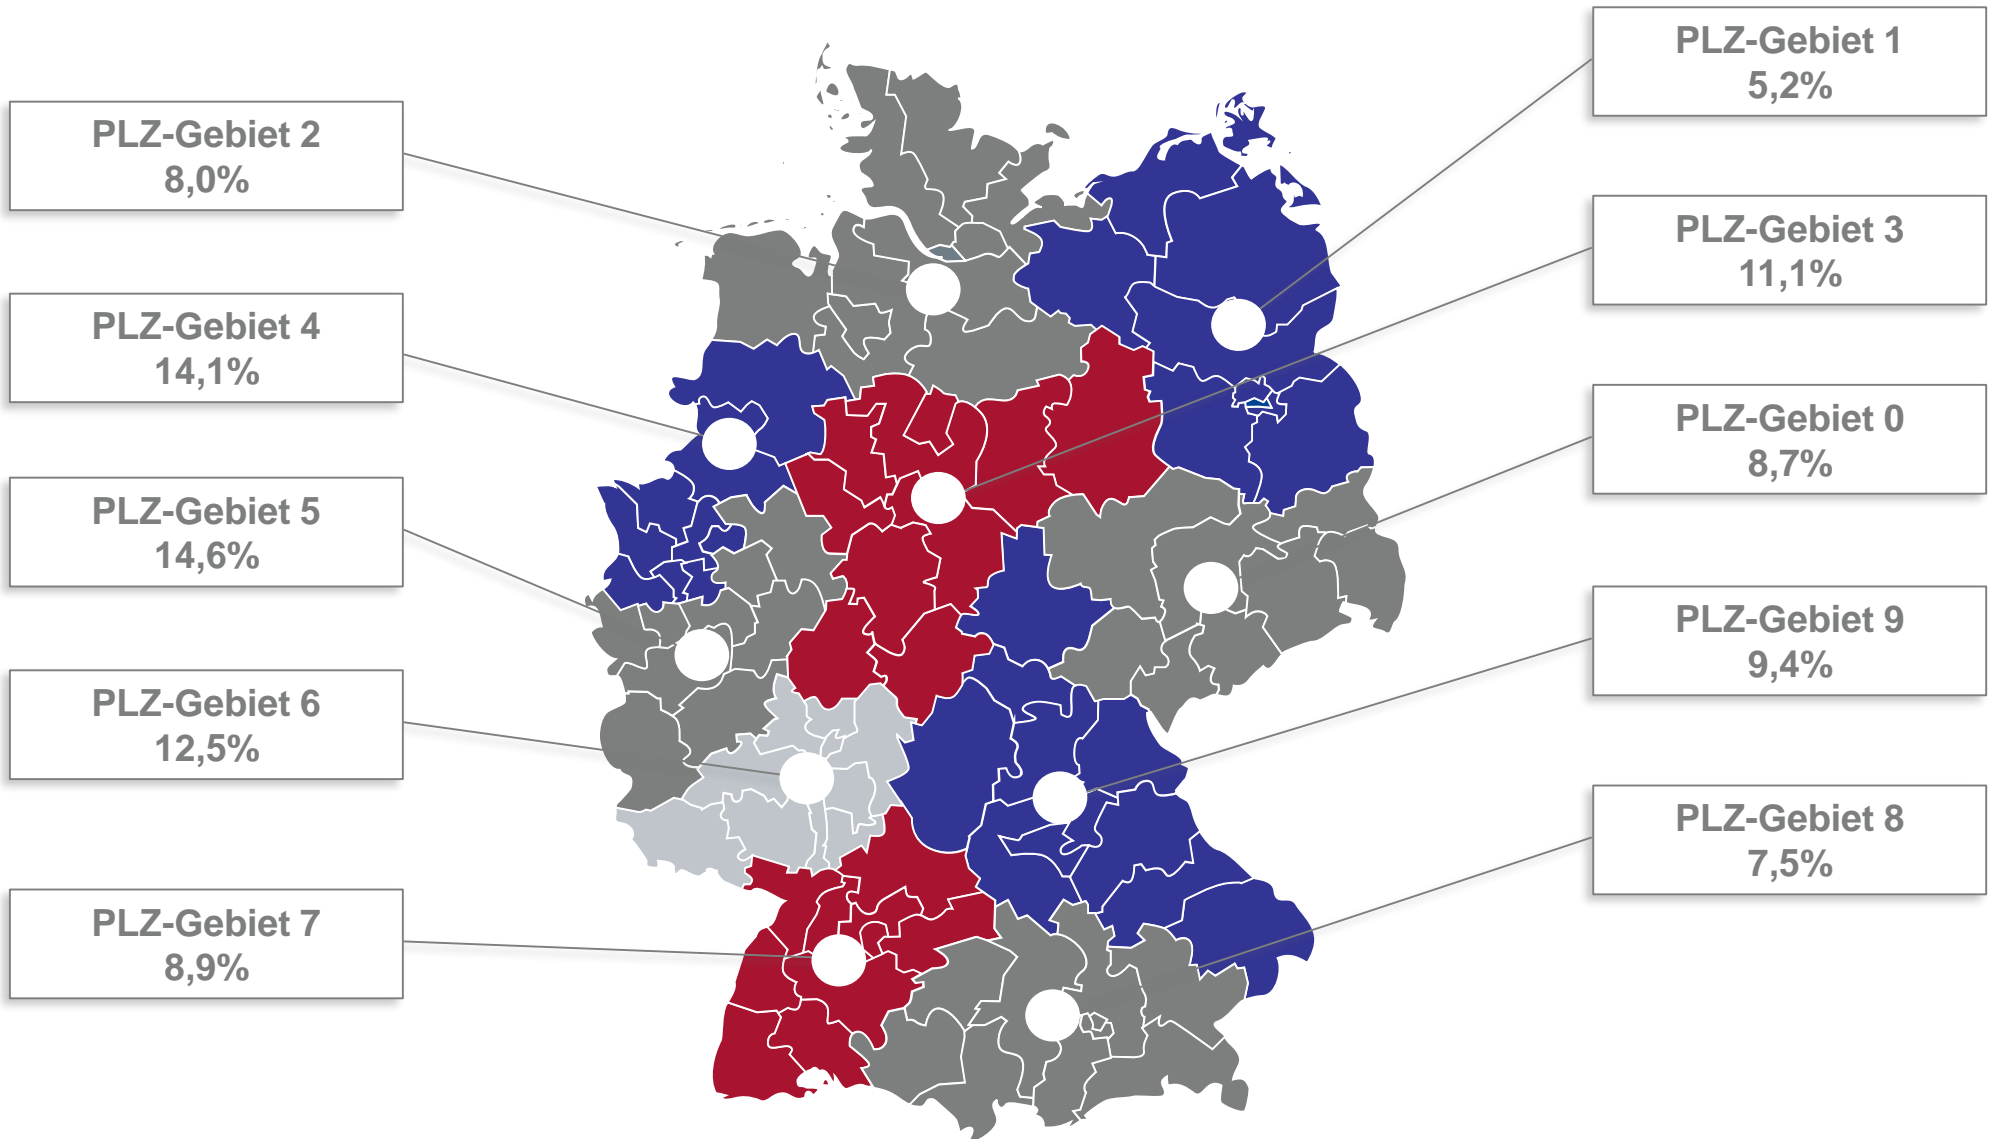 PLZ-Gebiet 2
8,0%
PLZ-Gebiet 4
14,1%
PLZ-Gebiet 5
14,6%
PLZ-Gebiet 6
12,5%
PLZ-Gebiet 7
8,9%
PLZ-Gebiet 1
5,2%
PLZ-Gebiet 3
11,1%
PLZ-Gebiet 0
8,7%
PLZ-Gebiet 9
9,4%
PLZ-Gebiet 8
7,5%